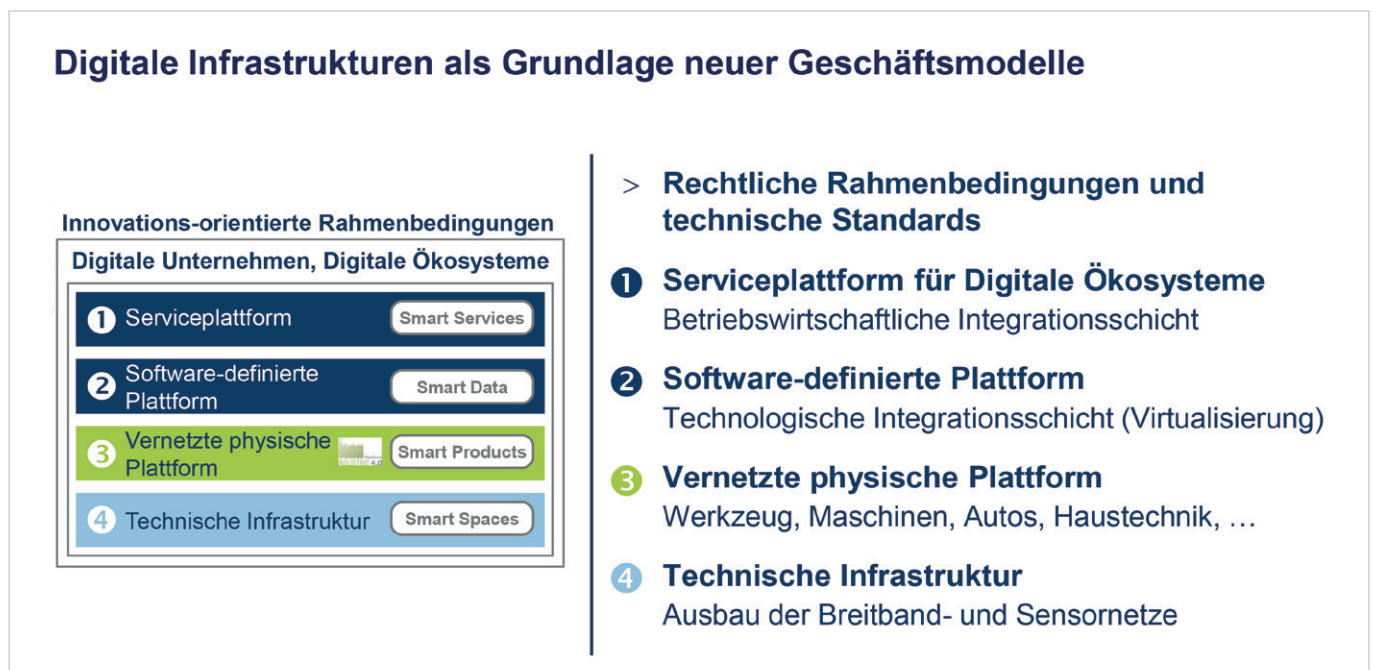 Digitale Infrastrukturen als Grundlage neuer Geschäftsmodelle
Innovations-orientierte Rahmenbedingungen
Digitale Unternehmen, Digitale Ökosysteme
1 Serviceplattform Smart Services
2 Software-definierte
Plattform Smart Data
3 Vernetzte physische
Plattform Smart Products
4 Technische Infrastruktur Smart Spaces
> Rechtliche Rahmenbedingungen und
technische Standards
1 Serviceplattform für Digitale Ökosysteme
Betriebswirtschaftliche Integrationsschicht
2 Software-definierte Plattform
Technologische Integrationsschicht (Virtualisierung)
3 Vernetzte physische Plattform
Werkzeug, Maschinen, Autos, Haustechnik, …
4 Technische Infrastruktur
Ausbau der Breitband- und Sensornetze